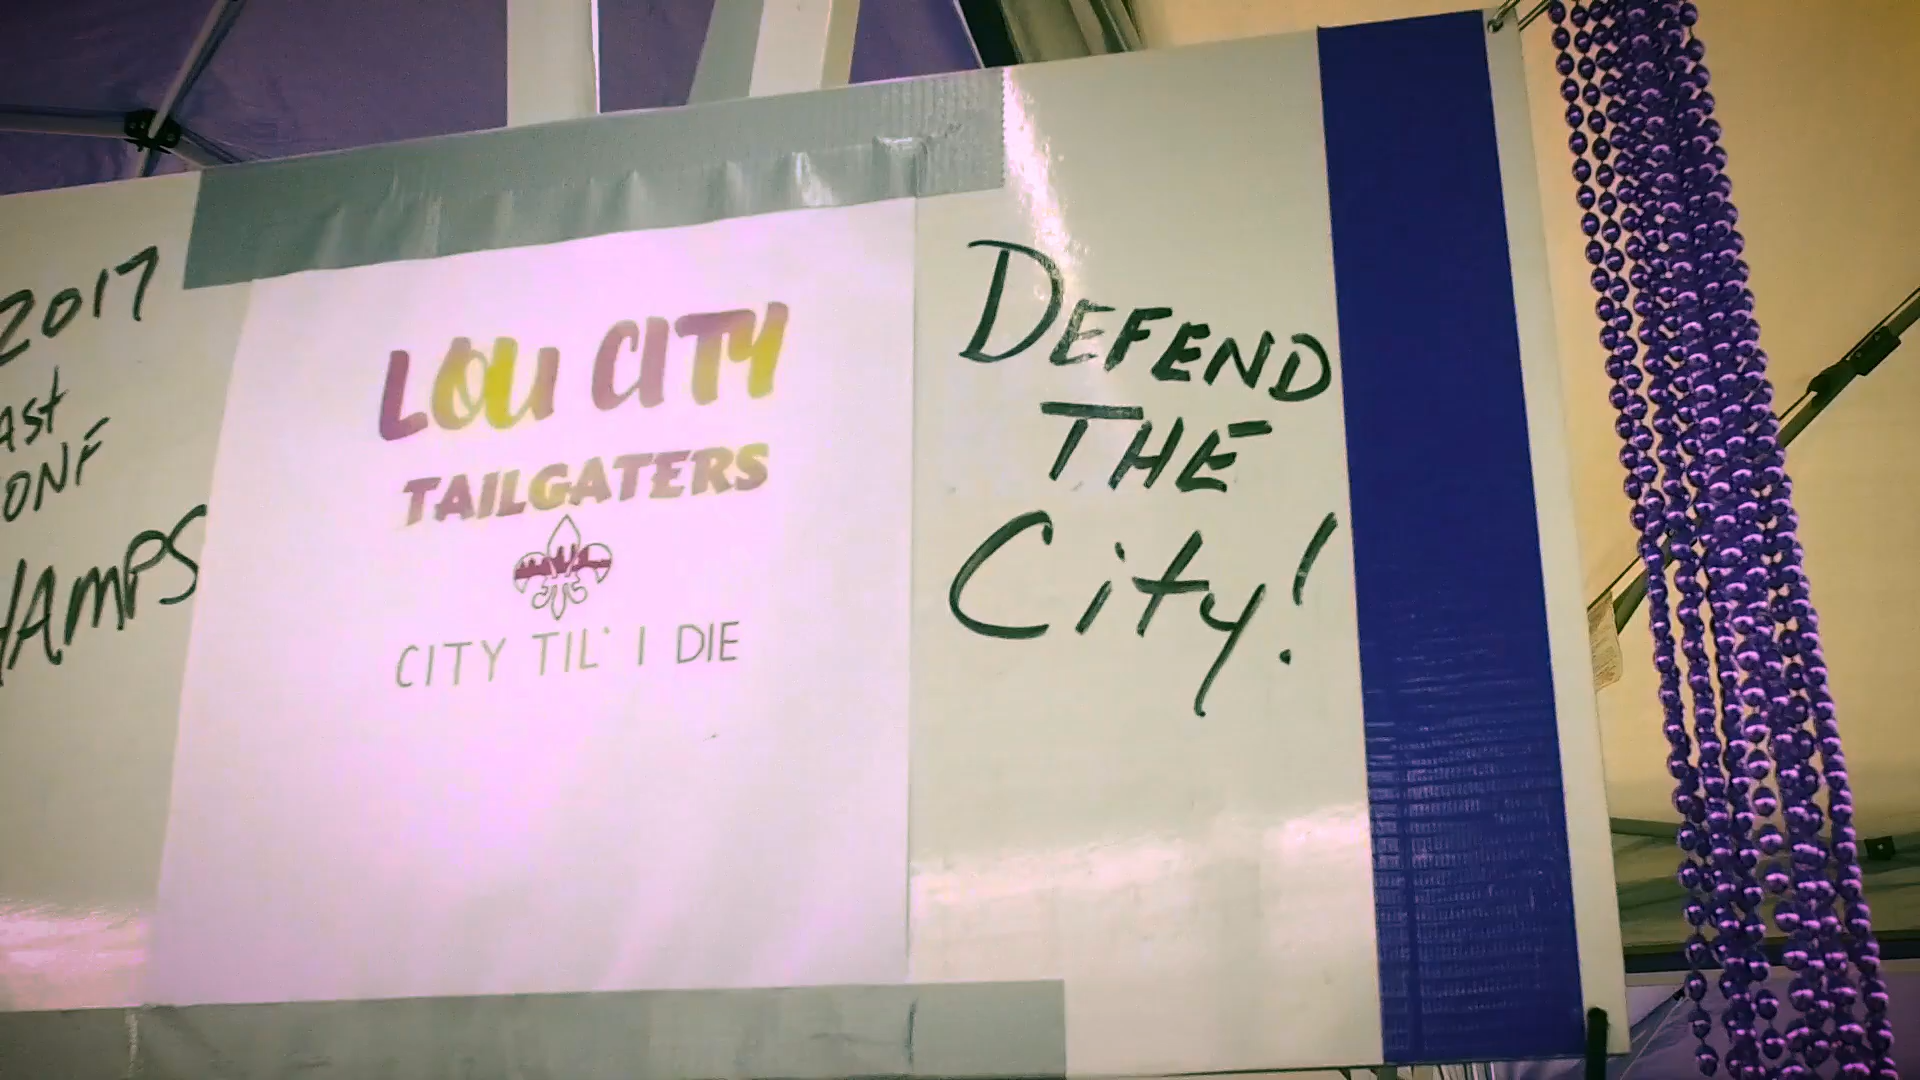 2017
ast
ONF
HAMPS
LOU CITY
TAILGATERS
CITY TIL' I DIE
DEFEND
THE
City!